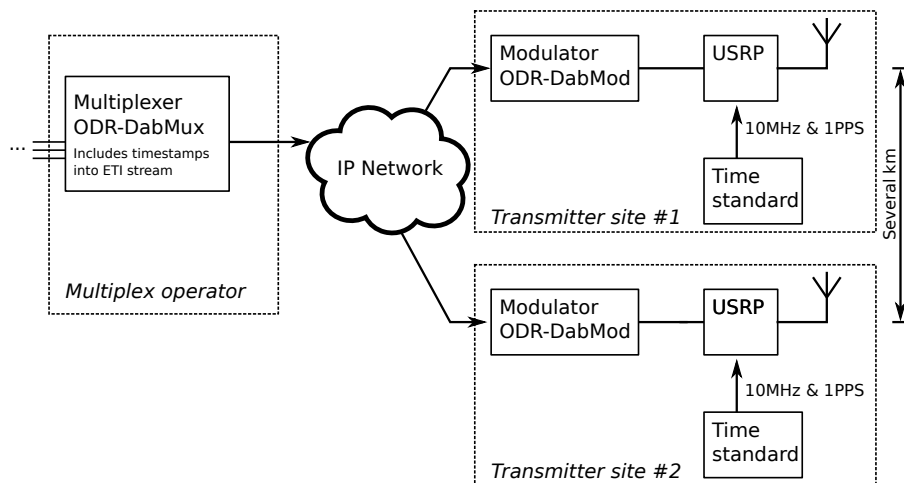 ...
Multiplexer
ODR-DabMux
Includes timestamps
into ETI stream
Multiplex operator
IP Network
Modulator
ODR-DabMod
USRP
10MHz & 1PPS
Time
standard
Transmitter site #1
Several km
Modulator
ODR-DabMod
USRP
10MHz & 1PPS
Time
standard
Transmitter site #2